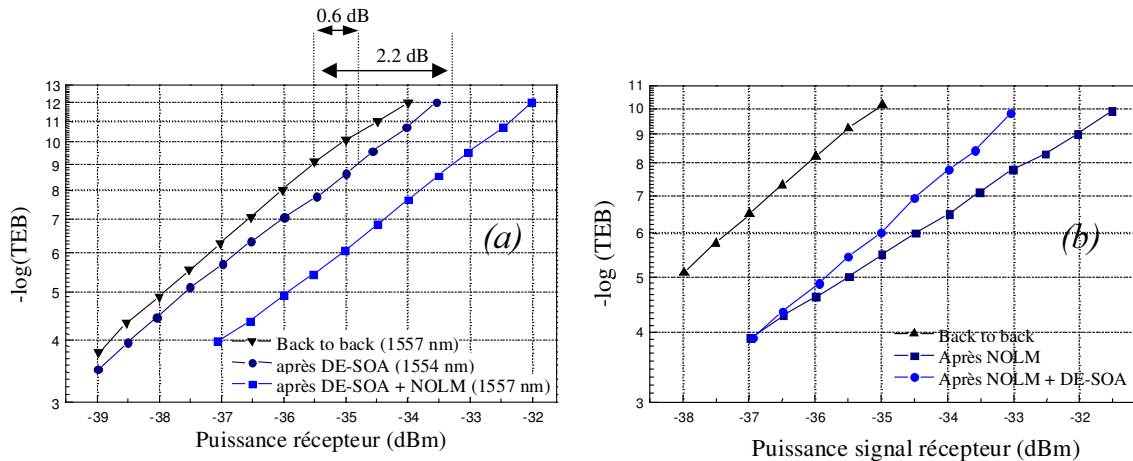 0.6 dB
2.2 dB
13
12
11
10
9
8
7
6
5
4
3
-log(TEB)
(a)
Back to back (1557 nm)
après DE-SOA (1554 nm)
après DE-SOA + NOLM (1557 nm)
-39 -38 -37 -36 -35 -34 -33 -32
Puissance récepteur (dBm)
11
10
9
8
7
6
5
4
3
-log (TEB)
(b)
Back to back
Après NOLM
Après NOLM + DE-SOA
-38 -37 -36 -35 -34 -33 -32
Puissance signal récepteur (dBm)